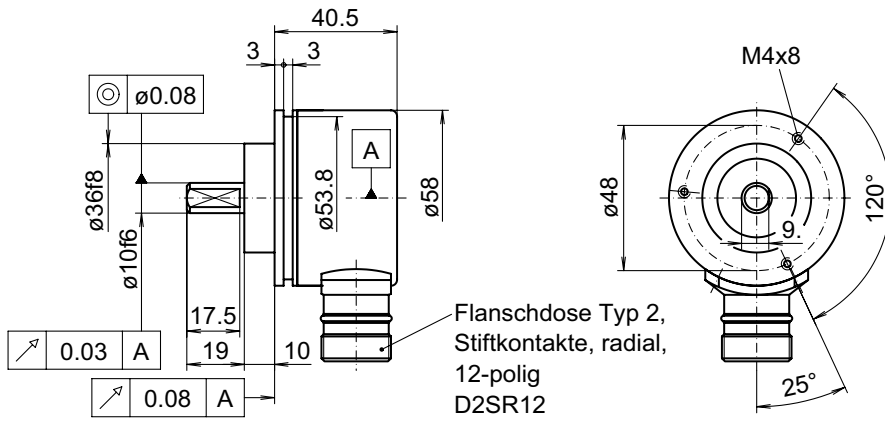 40.5
3 3
M4x8
ø0.08
A
ø36f8
ø10f6
ø53.8
ø58
ø48
120°
9.
17.5
0.03 A
19
10
0.08 A
Flanschdose Typ 2,
Stiftkontakte, radial,
12-polig
D2SR12
25°